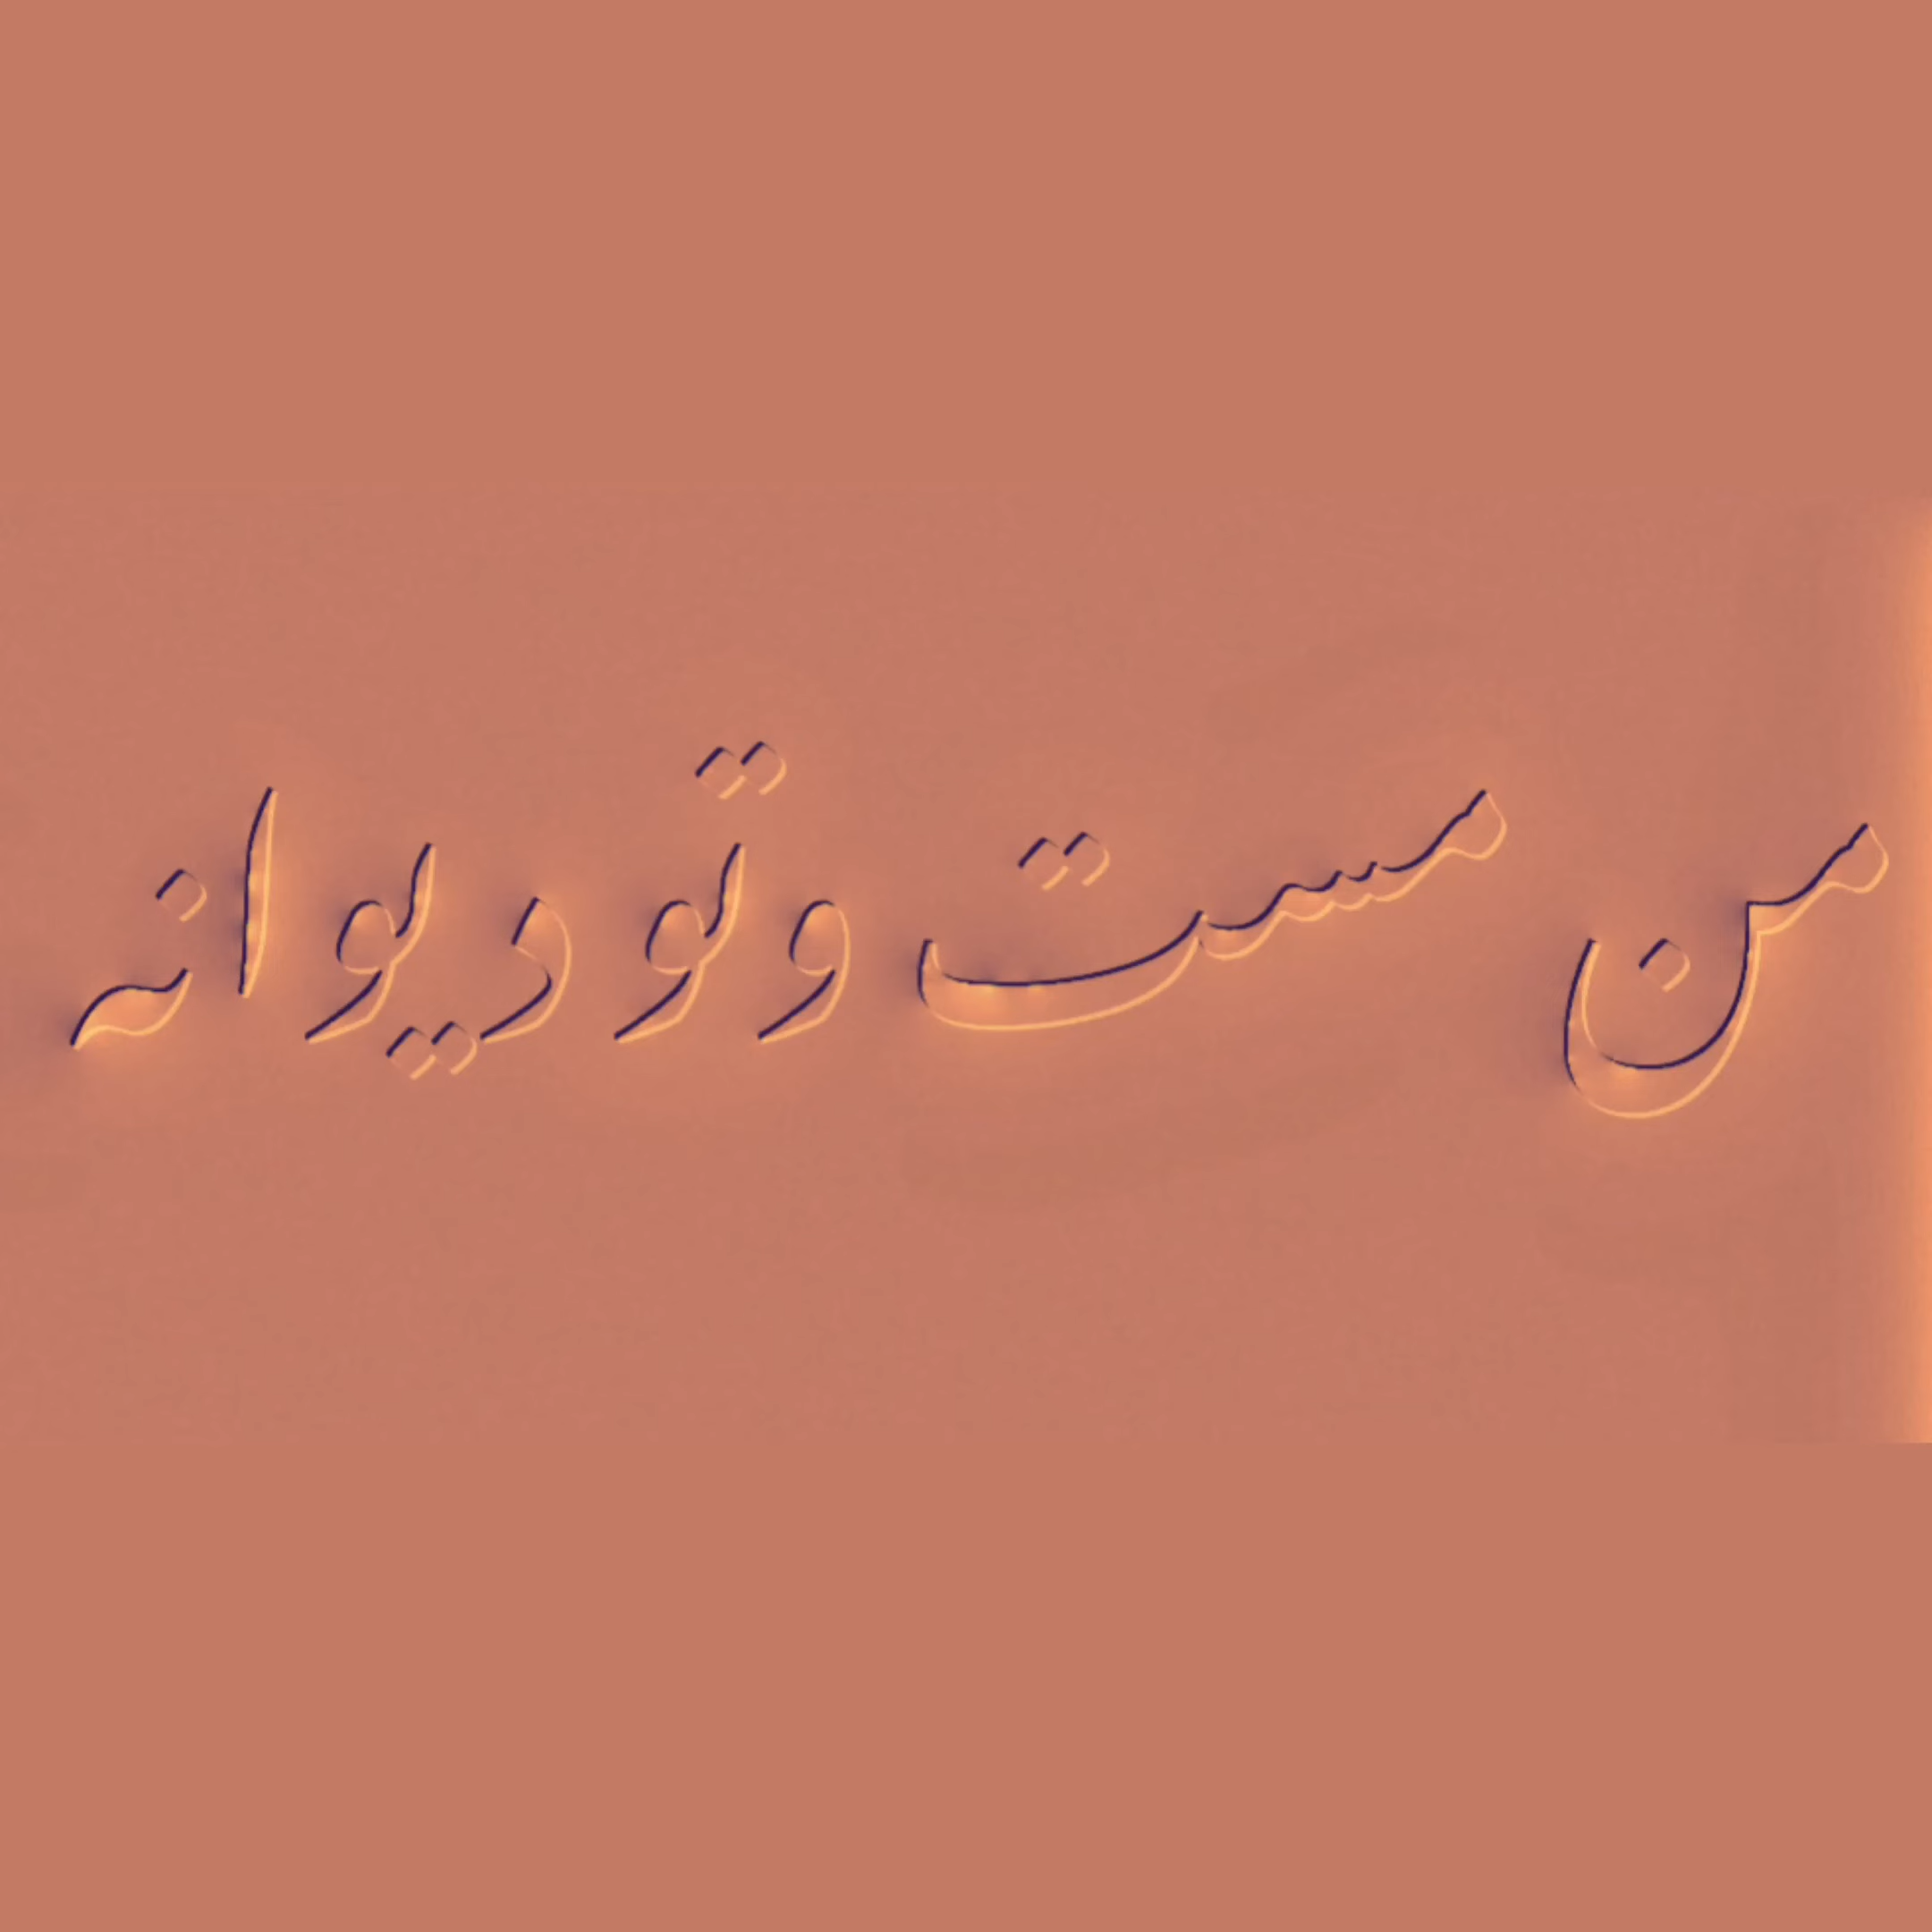 من مست و تو دیوانه